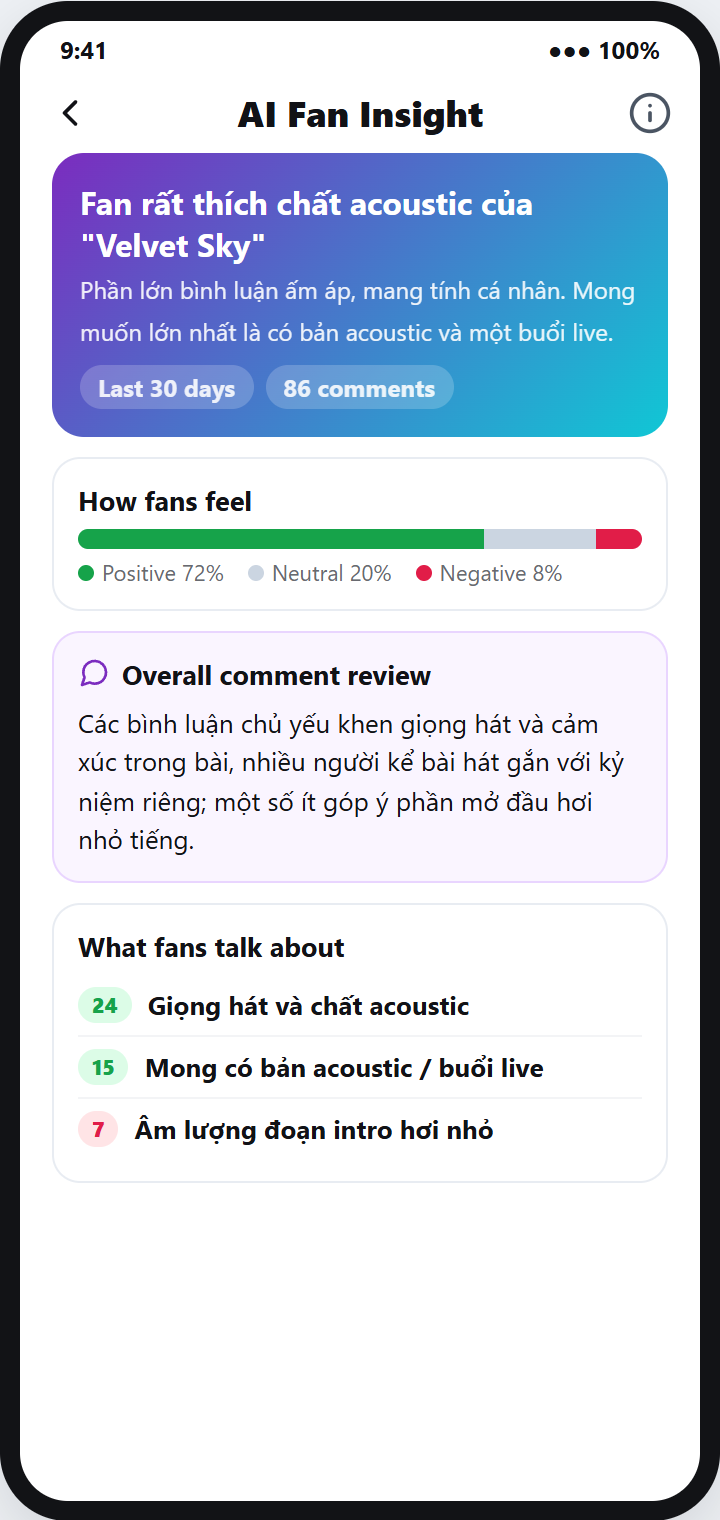 9:41
●●● 100%
AI Fan Insight
Fan rất thích chất acoustic của
"Velvet Sky"
Phần lớn bình luận ấm áp, mang tính cá nhân. Mong
muốn lớn nhất là có bản acoustic và một buổi live.
Last 30 days
86 comments
How fans feel
Positive 72%
Neutral 20%
Negative 8%
Overall comment review
Các bình luận chủ yếu khen giọng hát và cảm
xúc trong bài, nhiều người kể bài hát gắn với kỷ
niệm riêng; một số ít góp ý phần mở đầu hơi
nhỏ tiếng.
What fans talk about
24 Giọng hát và chất acoustic
15 Mong có bản acoustic / buổi live
7 Âm lượng đoạn intro hơi nhỏ